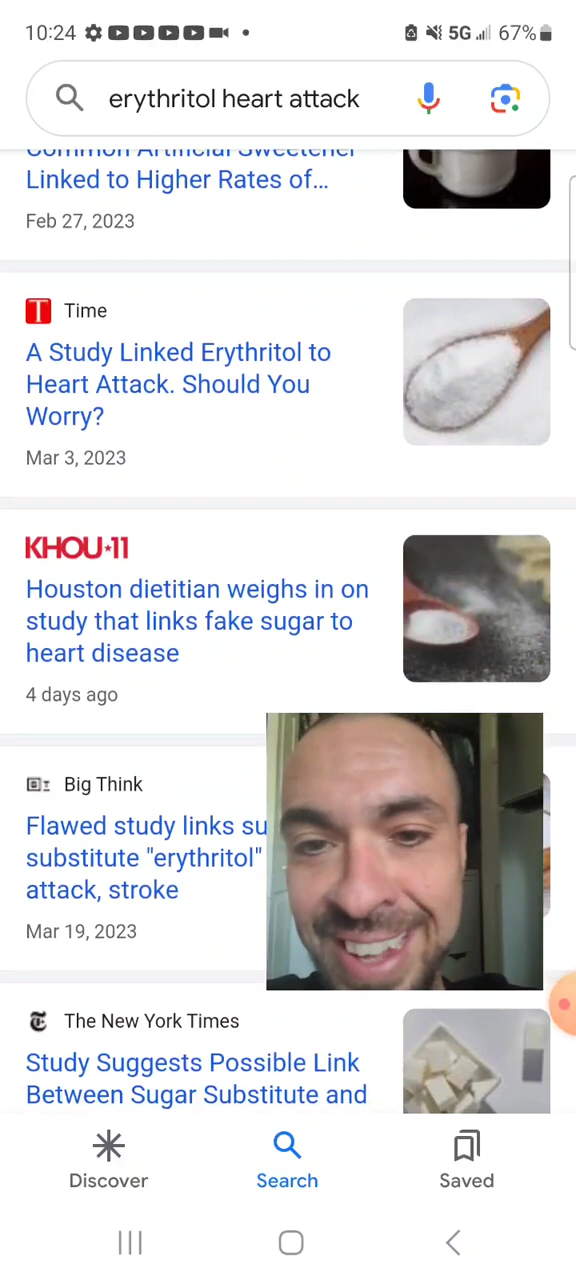 10:24
5G 67%
erythritol heart attack
Common Artificial Sweetener
Linked to Higher Rates of...
Feb 27, 2023
T Time
A Study Linked Erythritol to
Heart Attack. Should You
Worry?
Mar 3, 2023
KHOU★11
Houston dietitian weighs in on
study that links fake sugar to
heart disease
4 days ago
Big Think
Flawed study links su
substitute "erythritol"
attack, stroke
Mar 19, 2023
The New York Times
Study Suggests Possible Link
Between Sugar Substitute and
Discover
Search
Saved